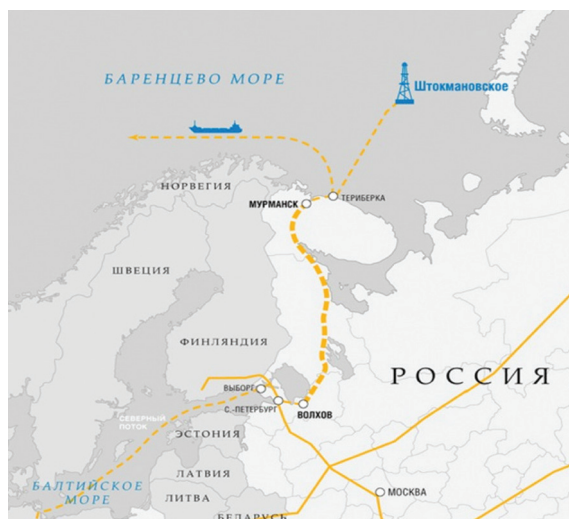 БАРЕНЦЕВО МОРЕ
Штокмановское
НОРВЕГИЯ
МУРМАНСК
ТЕРИБЕРКА
ШВЕЦИЯ
ФИНЛЯНДИЯ
РОССИЯ
ВЫБОРГ
С.-ПЕТЕРБУРГ
ВОЛХОВ
СЕВЕРНЫЙ
ПОТОК
ЭСТОНИЯ
ЛАТВИЯ
БАЛТИЙСКОЕ
МОРЕ
ЛИТВА
МОСКВА
БЕЛАРУСЬ